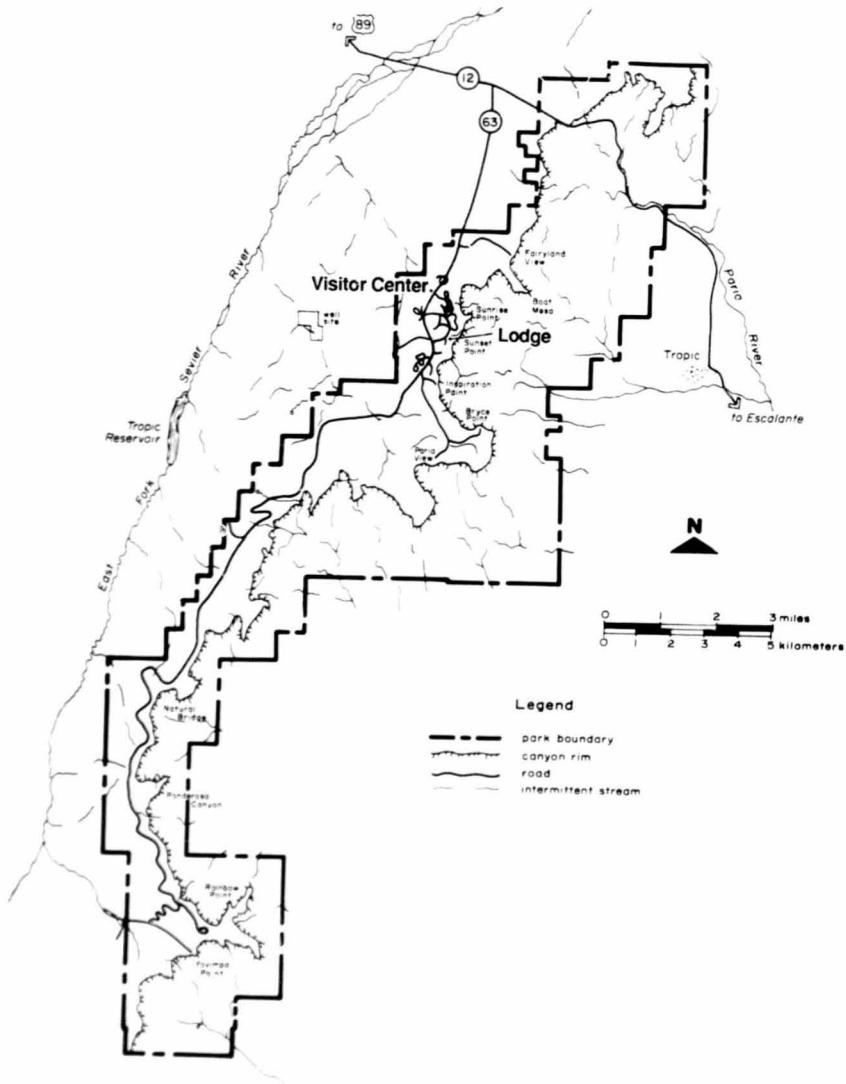 to 89
12
63
Fairyland
View
Visitor Center
Boat
Mesa
well
site
Sunrise
Point
Lodge
Sunset
Point
Tropic
Paria
River
Inspiration
Point
Bryce
Point
to Escalante
Paria
View
Sevier
River
Tropic
Reservoir
East
Fork
N
0 1 2 3 miles
0 1 2 3 4 5 kilometers
Natural
Bridge
Ponderosa
Canyon
Rainbow
Point
Yovimpa
Point
Legend
park boundary
canyon rim
road
intermittent stream